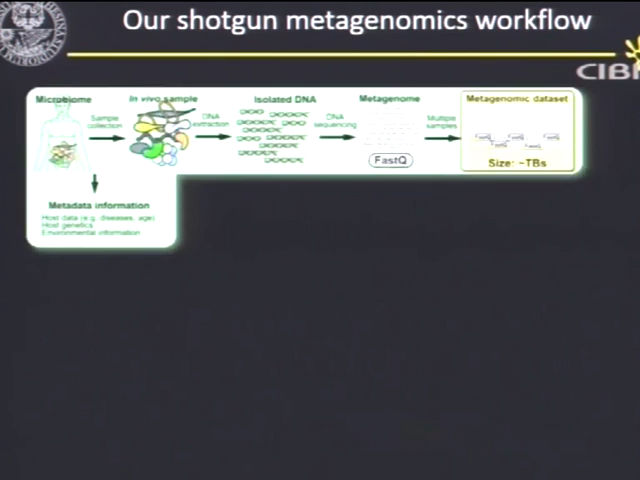 Our shotgun metagenomics workflow
CIBI
Microbiome
In vivo sample
Isolated DNA
Metagenome
Metagenomic dataset
Sample
collection
DNA
extraction
DNA
sequencing
Multiple
samples
FastQ
Size: ~TBs
Metadata information
Host data (e.g. diseases, age)
Host genetics
Environmental information